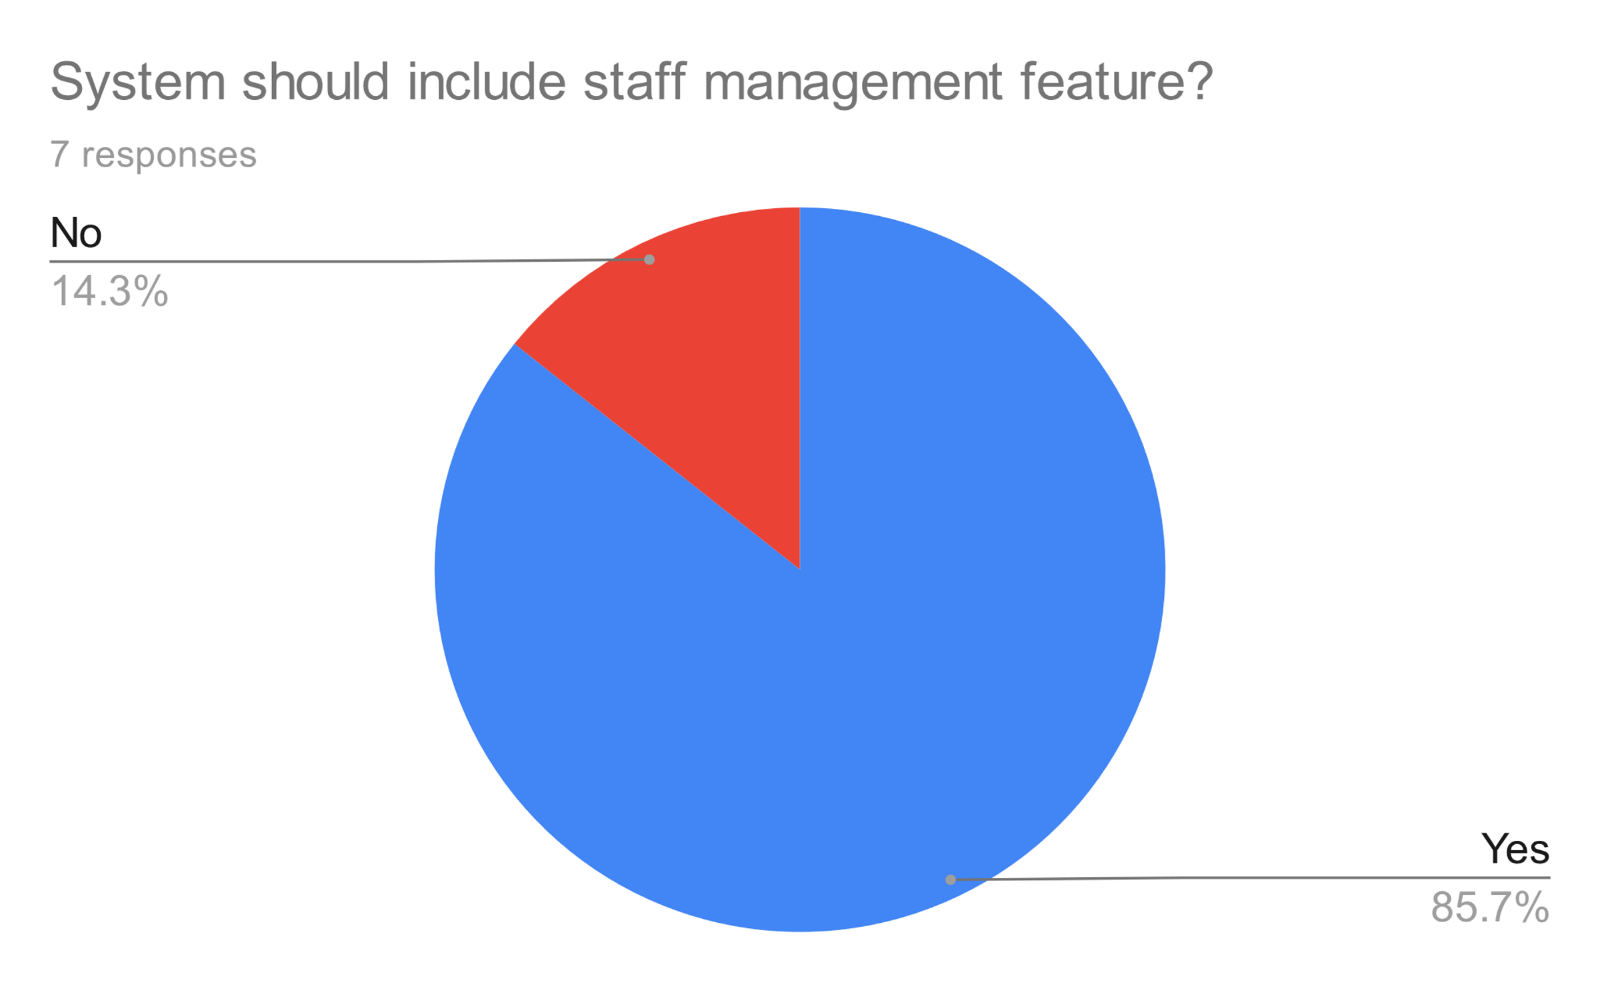 System should include staff management feature?
7 responses
No
14.3%
Yes
85.7%